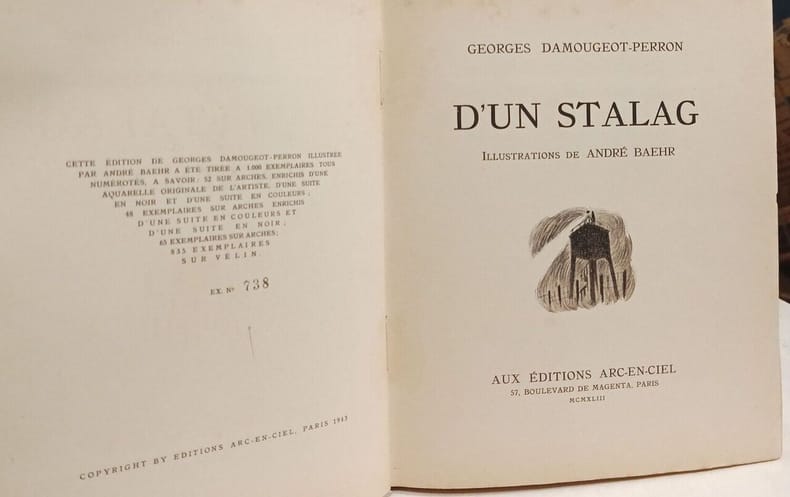 CETTE ÉDITION DE GEORGES DAMOUGEOT-PERRON ILLUSTRÉE
PAR ANDRÉ BAEHR A ÉTÉ TIRÉE A 1.000 EXEMPLAIRES TOUS
NUMÉROTÉS, A SAVOIR: 52 SUR ARCHES, ENRICHIS D'UNE
AQUARELLE ORIGINALE DE L'ARTISTE, D'UNE SUITE
EN NOIR ET D'UNE SUITE EN COULEURS;
48 EXEMPLAIRES SUR ARCHES ENRICHIS
D'UNE SUITE EN COULEURS ET
D'UNE SUITE EN NOIR;
65 EXEMPLAIRES SUR ARCHES;
835 EXEMPLAIRES
SUR VELIN.
EX. N° 738
COPYRIGHT BY EDITIONS ARC-EN-CIEL, PARIS 1943
GEORGES DAMOUGEOT-PERRON
D'UN STALAG
ILLUSTRATIONS DE ANDRÉ BAEHR
AUX ÉDITIONS ARC-EN-CIEL
57, BOULEVARD DE MAGENTA, PARIS
MCMXLIII